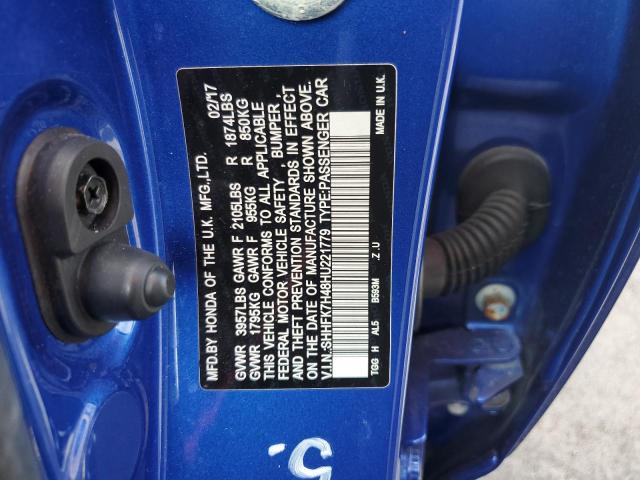 MFD.BY HONDA OF THE U.K. MFG.,LTD. 02/17
GVWR 3957LBS GAWR F 2105LBS R 1874LBS
GVWR 1795KG GAWR F 955KG R 850KG
THIS VEHICLE CONFORMS TO ALL APPLICABLE
FEDERAL MOTOR VEHICLE SAFETY , BUMPER ,
AND THEFT PREVENTION STANDARDS IN EFFECT
ON THE DATE OF MANUFACTURE SHOWN ABOVE.
V.I.N.:SHHFK7H48HU221779 TYPE:PASSENGER CAR
TGG H AL5 B593M .Z.U MADE IN U.K.
5.